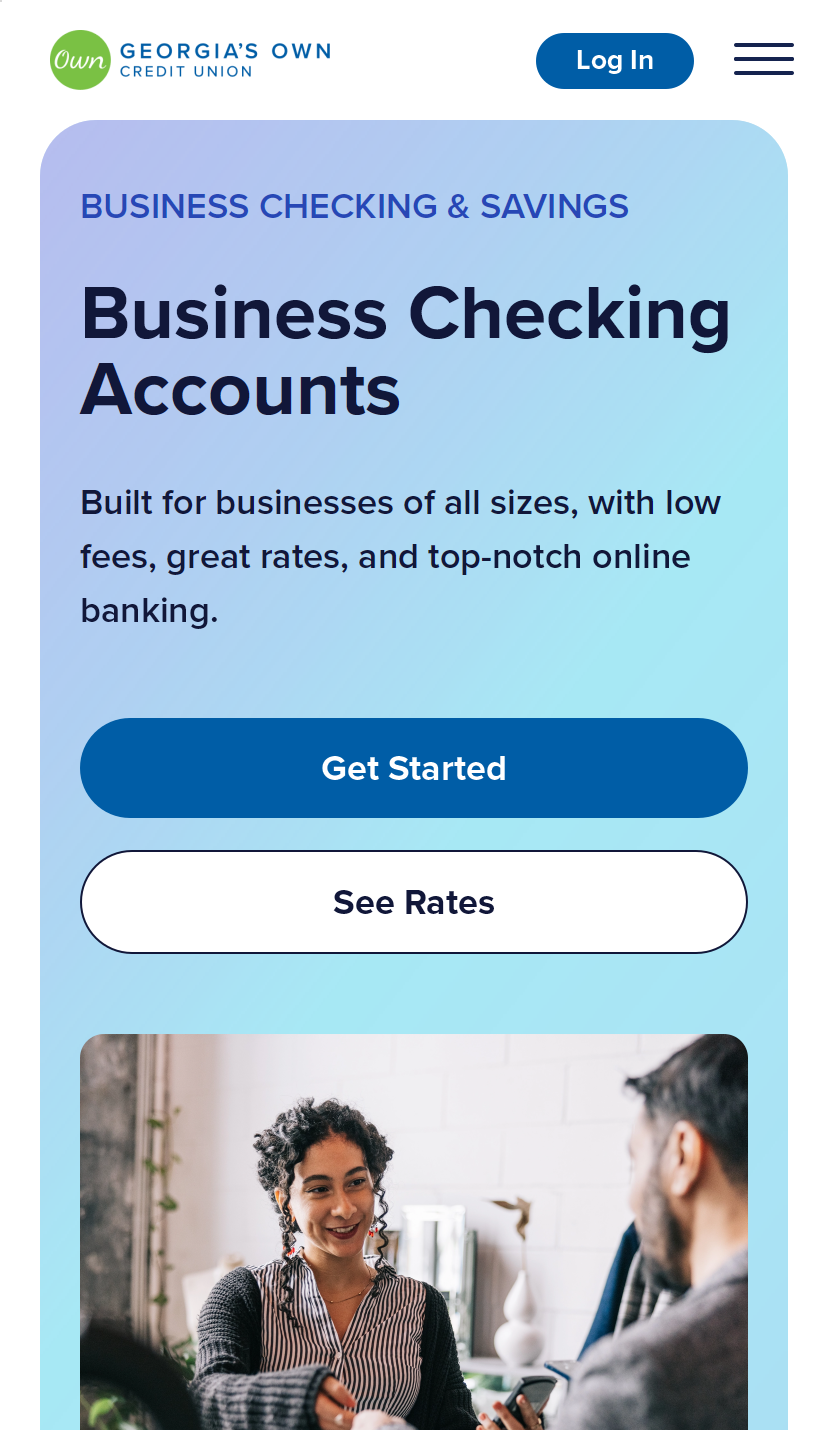 Own
GEORGIA'S OWN
CREDIT UNION
Log In
BUSINESS CHECKING & SAVINGS
Business Checking
Accounts
Built for businesses of all sizes, with low
fees, great rates, and top-notch online
banking.
Get Started
See Rates